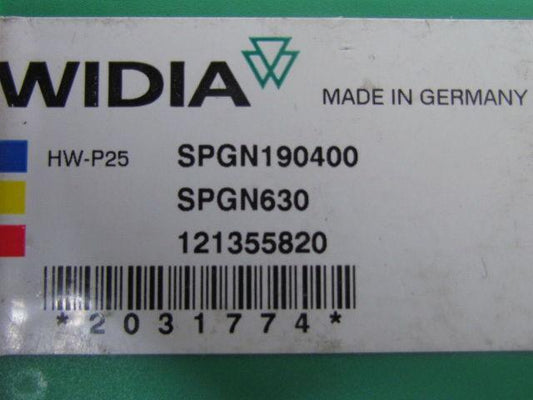 WIDIA
MADE IN GERMANY
HW-P25 SPGN190400
SPGN630
121355820
*2031774*